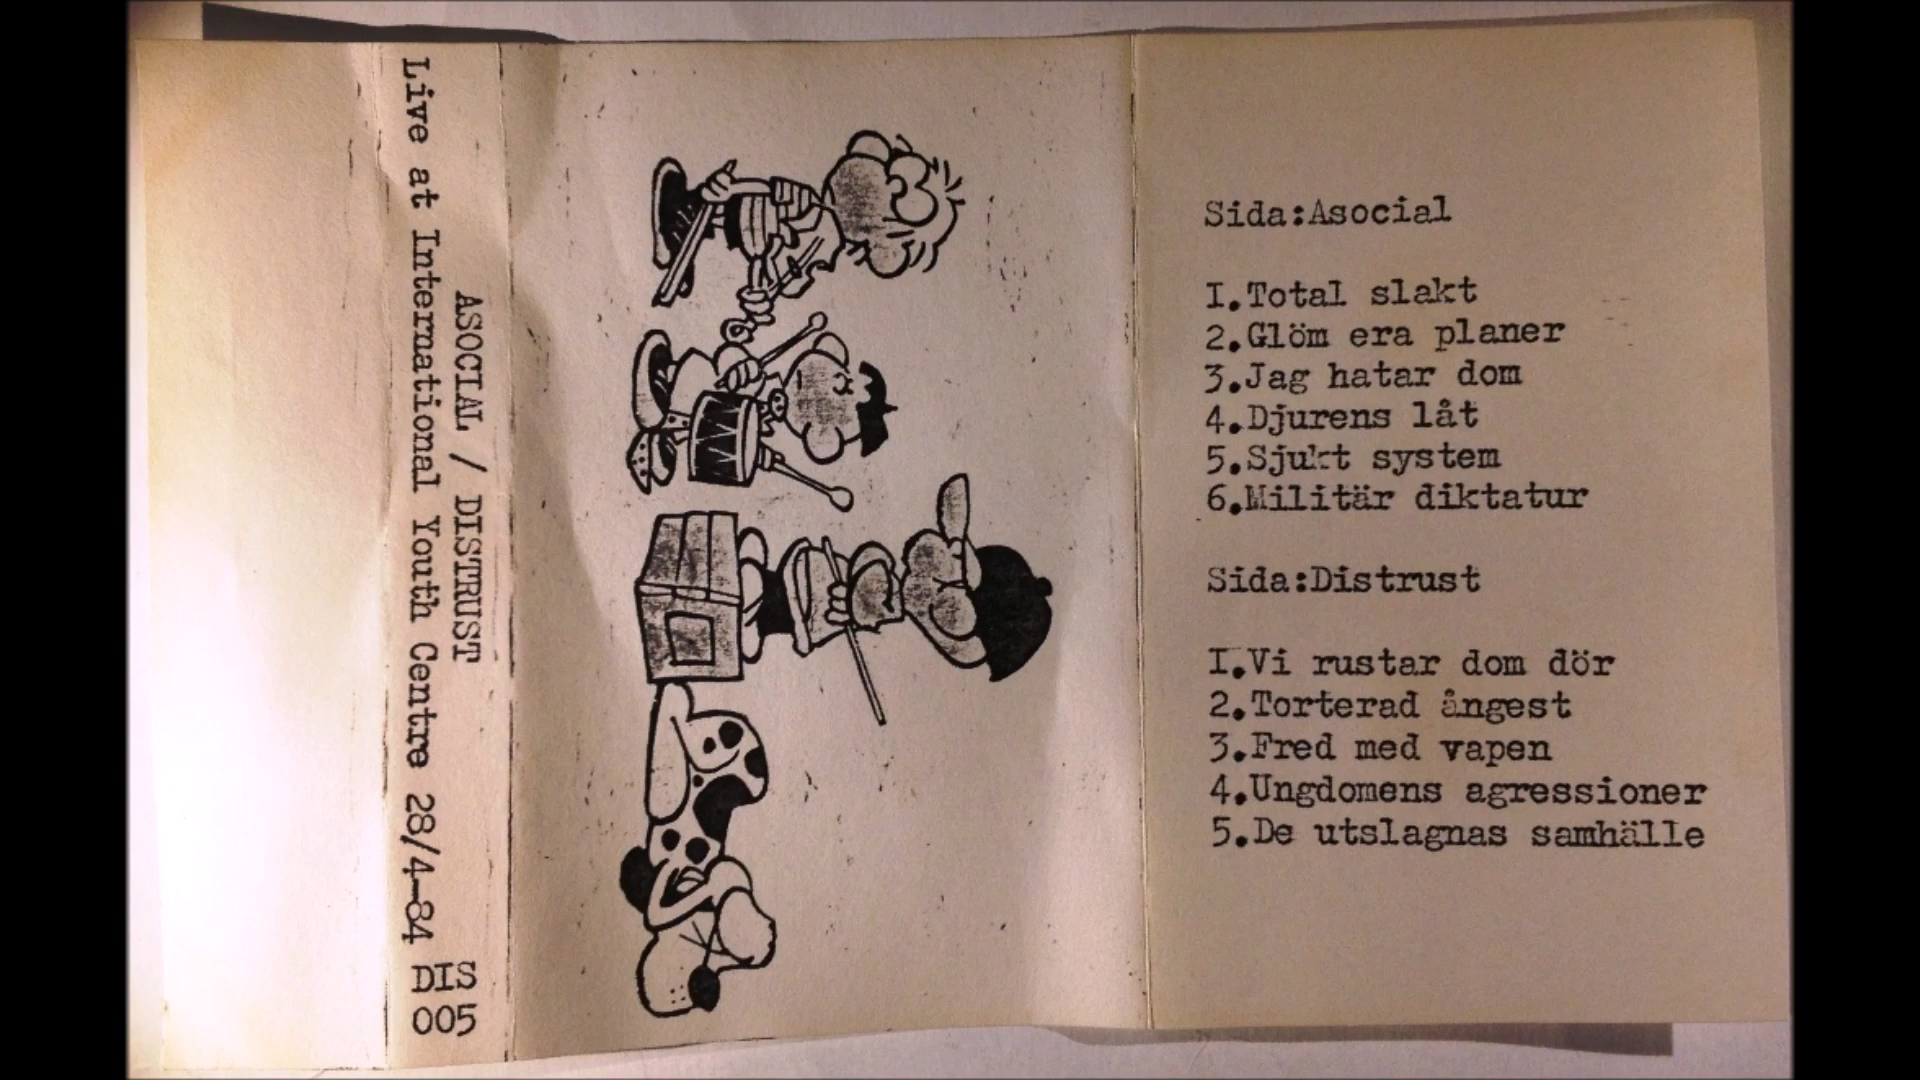 ASOCIAL / DISTRUST
Live at International Youth Centre 28/4-84
DIS
005
Sida:Asocial
I.Total slakt
2.Glöm era planer
3.Jag hatar dom
4.Djurens låt
5.Sjukt system
6.Militär diktatur
Sida:Distrust
I.Vi rustar dom dör
2.Torterad ångest
3.Fred med vapen
4.Ungdomens agressioner
5.De utslagnas samhälle